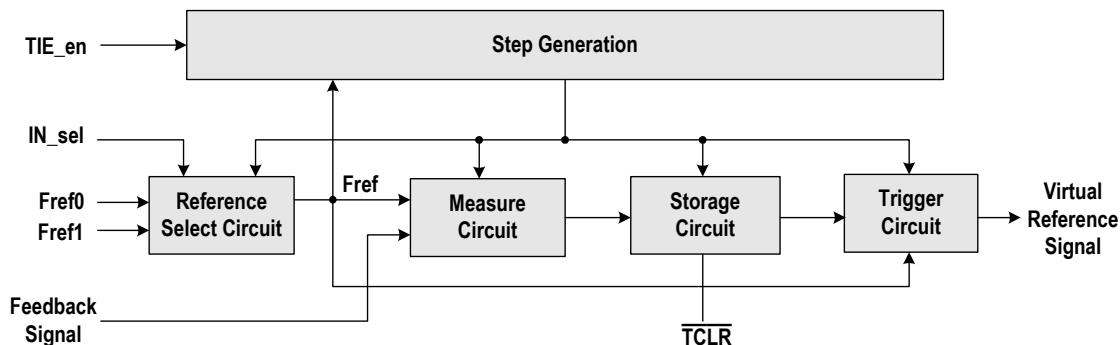 TIE_en
Step Generation
IN_sel
Fref0
Fref1
Reference
Select Circuit
Fref
Measure
Circuit
Storage
Circuit
Trigger
Circuit
Virtual
Reference
Signal
Feedback
Signal
TCLR